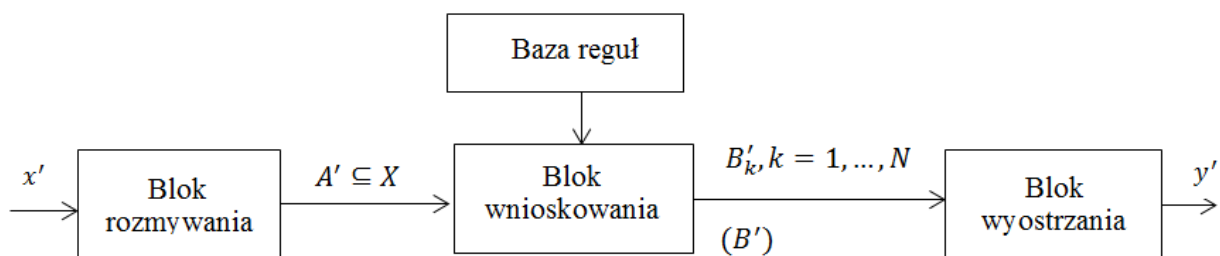 Baza reguł
x′
Blok
rozmywania
A′ ⊆ X
Blok
wnioskowania
B′ₖ, k = 1, … , N
(B′)
Blok
wyostrzania
y′